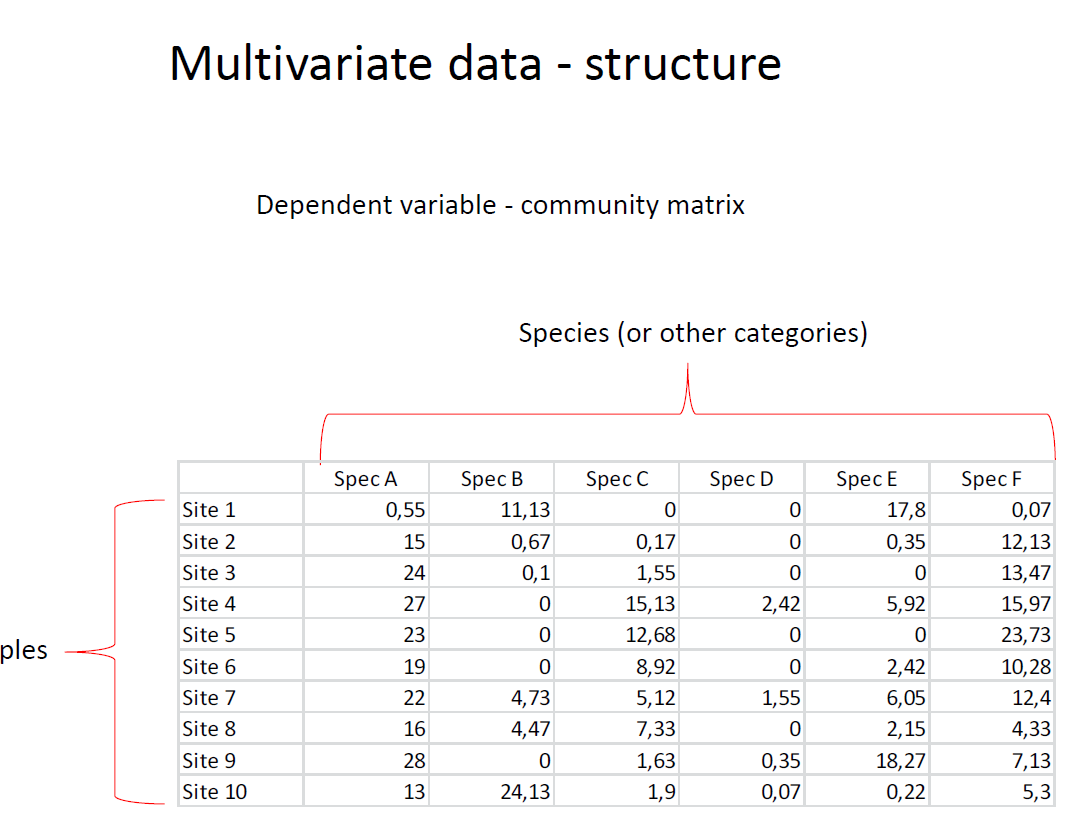 Multivariate data - structure
Dependent variable - community matrix
Species (or other categories)
Spec A Spec B Spec C Spec D Spec E Spec F
Site 1 0,55 11,13 0 0 17,8 0,07
Site 2 15 0,67 0,17 0 0,35 12,13
Site 3 24 0,1 1,55 0 0 13,47
Site 4 27 0 15,13 2,42 5,92 15,97
Site 5 23 0 12,68 0 0 23,73
ples
Site 6 19 0 8,92 0 2,42 10,28
Site 7 22 4,73 5,12 1,55 6,05 12,4
Site 8 16 4,47 7,33 0 2,15 4,33
Site 9 28 0 1,63 0,35 18,27 7,13
Site 10 13 24,13 1,9 0,07 0,22 5,3